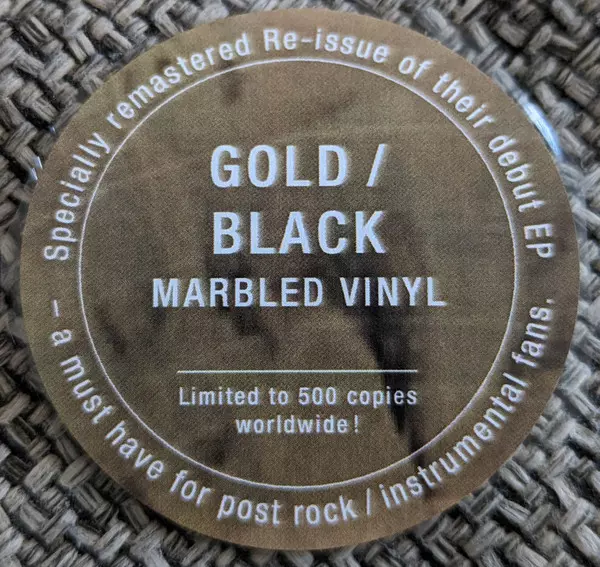 Specially remastered Re-issue of their debut EP
GOLD /
BLACK
MARBLED VINYL
Limited to 500 copies
worldwide!
– a must have for post rock / instrumental fans.